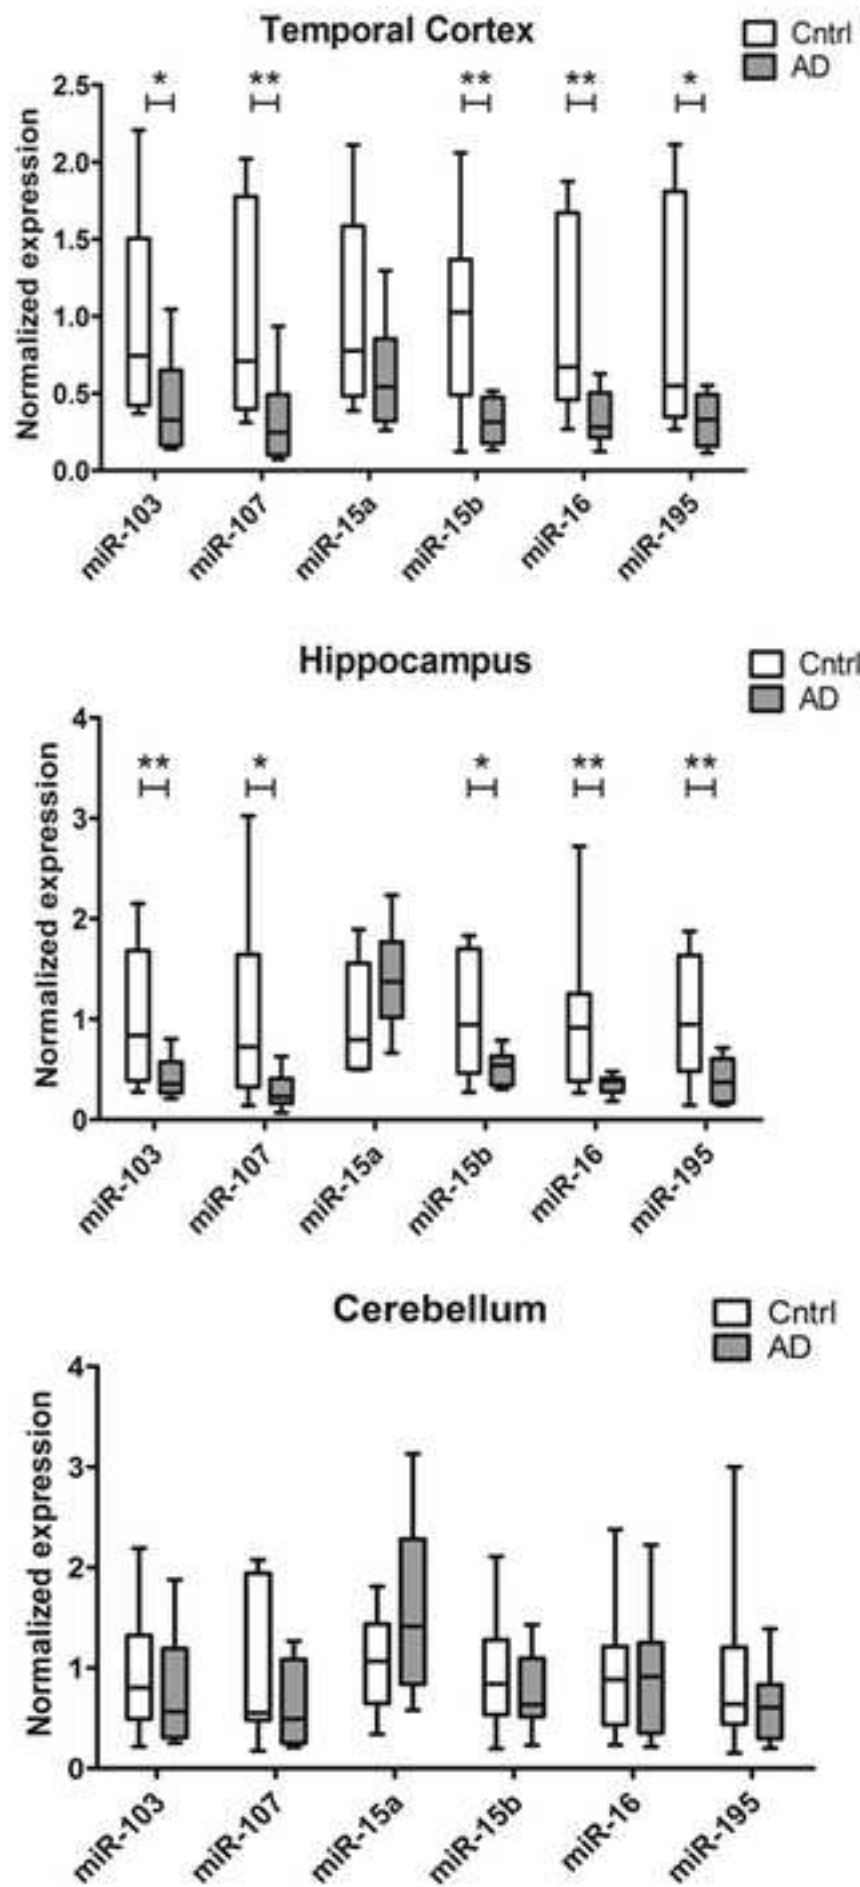 Temporal Cortex
Cntrl
AD
Normalized expression
2.5
2.0
1.5
1.0
0.5
0.0
*
**
**
**
*
miR-103
miR-107
miR-15a
miR-15b
miR-16
miR-195
Hippocampus
Cntrl
AD
Normalized expression
4
3
2
1
0
**
*
*
**
**
miR-103
miR-107
miR-15a
miR-15b
miR-16
miR-195
Cerebellum
Cntrl
AD
Normalized expression
4
3
2
1
0
miR-103
miR-107
miR-15a
miR-15b
miR-16
miR-195